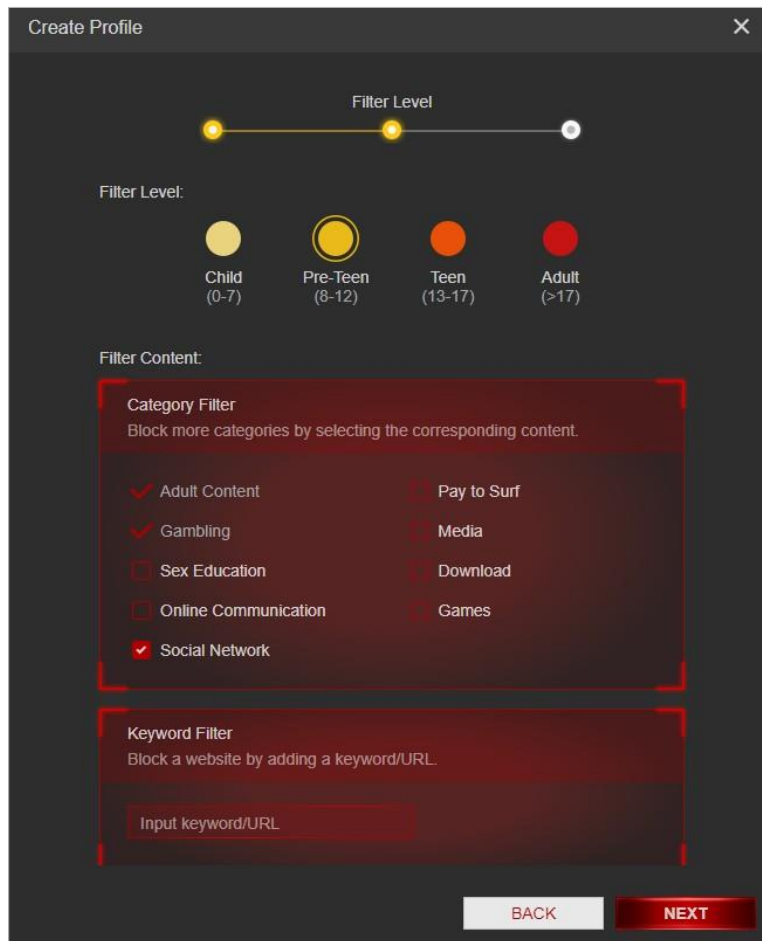 Create Profile
Filter Level
Filter Level:
Child
(0-7)
Pre-Teen
(8-12)
Teen
(13-17)
Adult
(>17)
Filter Content:
Category Filter
Block more categories by selecting the corresponding content.
Adult Content
Pay to Surf
Gambling
Media
Sex Education
Download
Online Communication
Games
Social Network
Keyword Filter
Block a website by adding a keyword/URL.
Input keyword/URL
BACK
NEXT